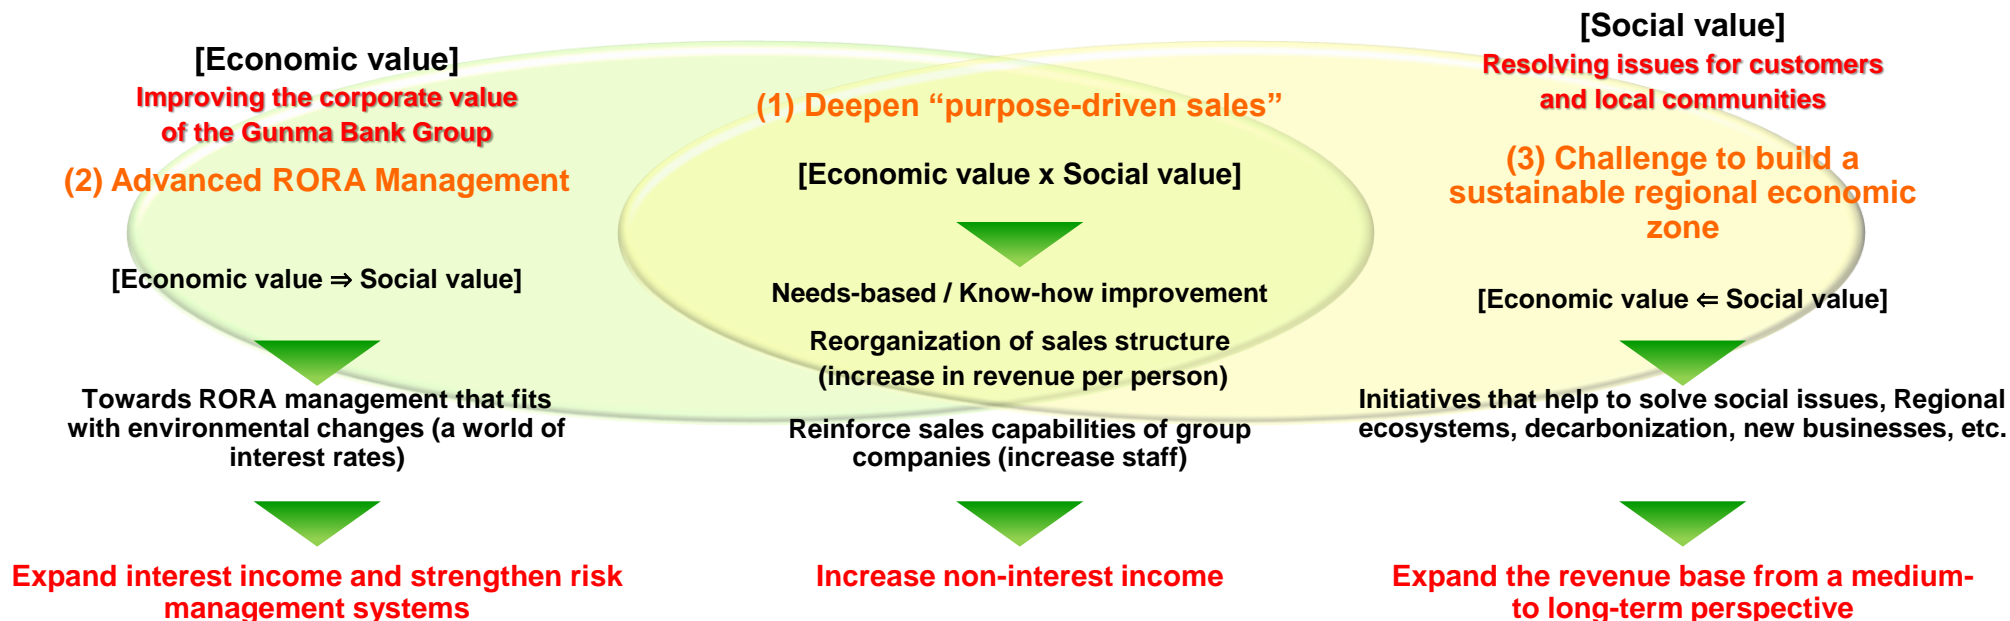 [Economic value]
Improving the corporate value
of the Gunma Bank Group
(2) Advanced RORA Management
[Economic value ⇒ Social value]
Towards RORA management that fits
with environmental changes (a world of
interest rates)
Expand interest income and strengthen risk
management systems
(1) Deepen “purpose-driven sales”
[Economic value x Social value]
Needs-based / Know-how improvement
Reorganization of sales structure
(increase in revenue per person)
Reinforce sales capabilities of group
companies (increase staff)
Increase non-interest income
[Social value]
Resolving issues for customers
and local communities
(3) Challenge to build a
sustainable regional economic
zone
[Economic value ⇐ Social value]
Initiatives that help to solve social issues, Regional
ecosystems, decarbonization, new businesses, etc.
Expand the revenue base from a medium-
to long-term perspective